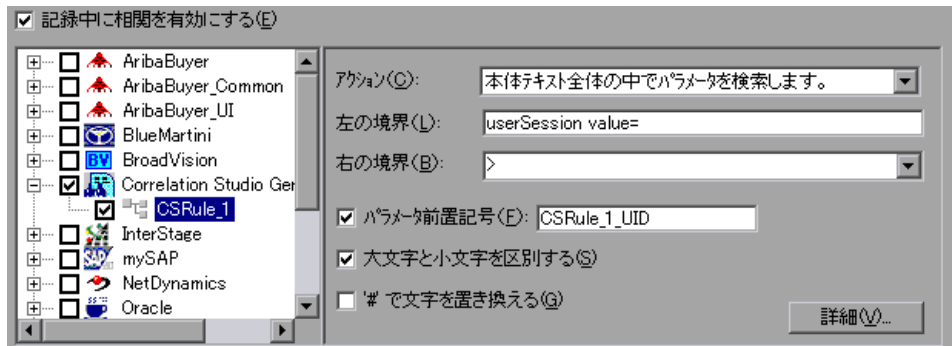 記録中に相関を有効にする(E)
AribaBuyer
AribaBuyer_Common
AribaBuyer_UI
BlueMartini
BV BroadVision
Correlation Studio Ger
CSRule_1
InterStage
SAP mySAP
NetDynamics
Oracle
アクション(C): 本体テキスト全体の中でパラメータを検索します。
左の境界(L): userSession value=
右の境界(B): >
パラメータ前置記号(F): CSRule_1_UID
大文字と小文字を区別する(S)
'#' で文字を置き換える(G)
詳細(V)...